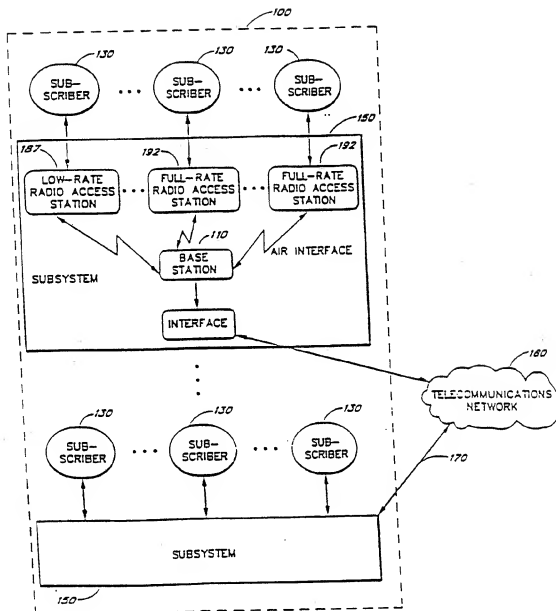 100
130
130
130
SUB-
SCRIBER
SUB-
SCRIBER
SUB-
SCRIBER
150
187
192
192
LOW-RATE
RADIO ACCESS
STATION
FULL-RATE
RADIO ACCESS
STATION
FULL-RATE
RADIO ACCESS
STATION
110
BASE
STATION
AIR INTERFACE
SUBSYSTEM
INTERFACE
160
TELECOMMUNICATIONS
NETWORK
130
130
130
SUB-
SCRIBER
SUB-
SCRIBER
SUB-
SCRIBER
170
SUBSYSTEM
150